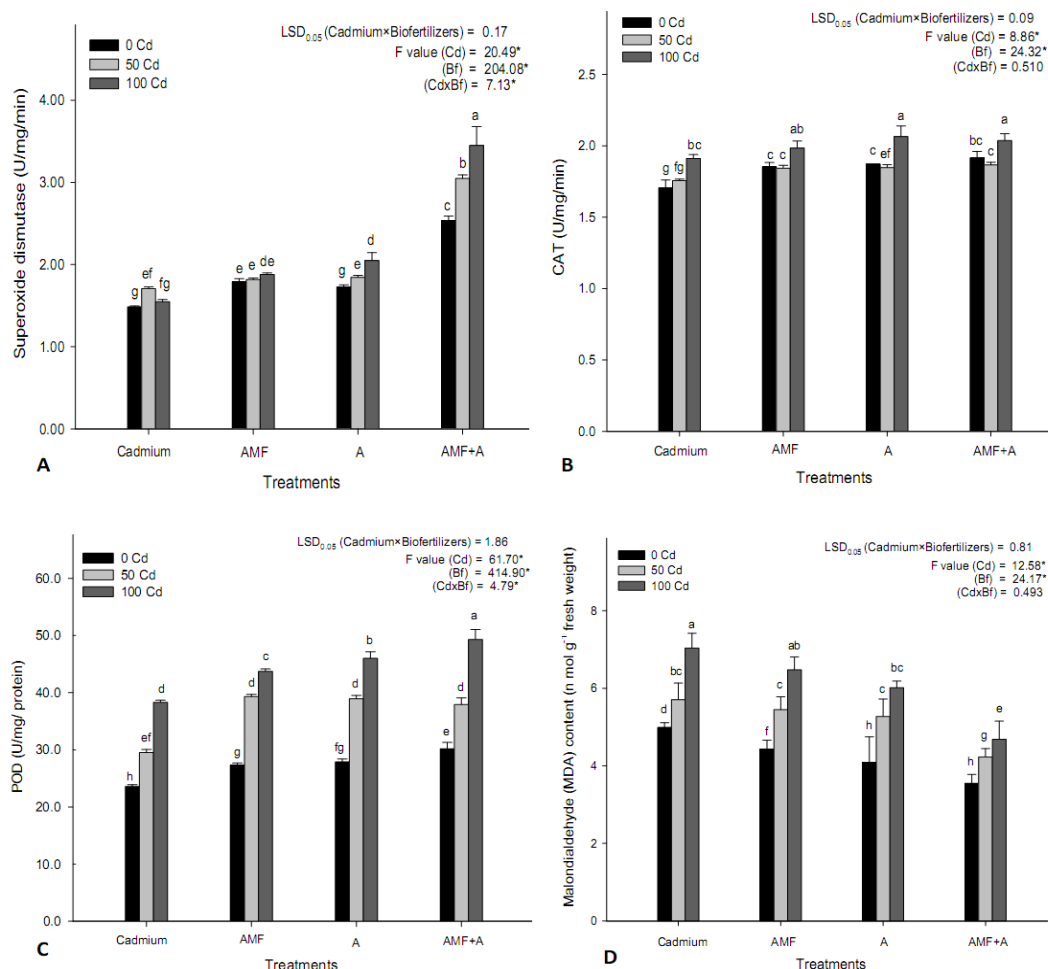 LSD0.05 (Cadmium×Biofertilizers) = 0.17
F value (Cd) = 20.49*
(Bf) = 204.08*
(CdxBf) = 7.13*
0 Cd
50 Cd
100 Cd
Superoxide dismutase (U/mg/min)
4.00
3.00
2.00
1.00
0.00
g ef fg
e e de
g e d
c b a
Cadmium AMF A AMF+A
A
Treatments
LSD0.05 (Cadmium×Biofertilizers) = 0.09
F value (Cd) = 8.86*
(Bf) = 24.32*
(CdxBf) = 0.510
0 Cd
50 Cd
100 Cd
CAT (U/mg/min)
2.5
2.0
1.5
1.0
0.5
0.0
g fg bc
c c ab
c ef a
bc c a
Cadmium AMF A AMF+A
B
Treatments
LSD0.05 (Cadmium×Biofertilizers) = 1.86
F value (Cd) = 61.70*
(Bf) = 414.90*
(CdxBf) = 4.79*
0 Cd
50 Cd
100 Cd
POD (U/mg/ protein)
60.0
50.0
40.0
30.0
20.0
10.0
0.0
h ef d
g d c
fg d b
e d a
Cadmium AMF A AMF+A
C
Treatments
LSD0.05 (Cadmium×Biofertilizers) = 0.81
F value (Cd) = 12.58*
(Bf) = 24.17*
(CdxBf) = 0.493
0 Cd
50 Cd
100 Cd
Malondialdehyde (MDA) content (n mol g-1 fresh weight)
8
6
4
2
0
d bc a
f c ab
h c bc
h g e
Cadmium AMF A AMF+A
D
Treatments